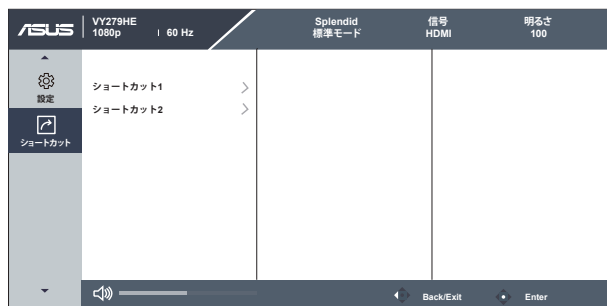 ASUS
VY279HE
1080p 60 Hz
Splendid
標準モード
信号
HDMI
明るさ
100
設定
ショートカット
ショートカット1
ショートカット2
Back/Exit
Enter